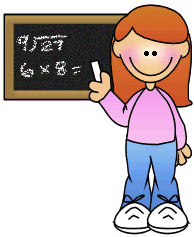 9)27
6 × 8 =